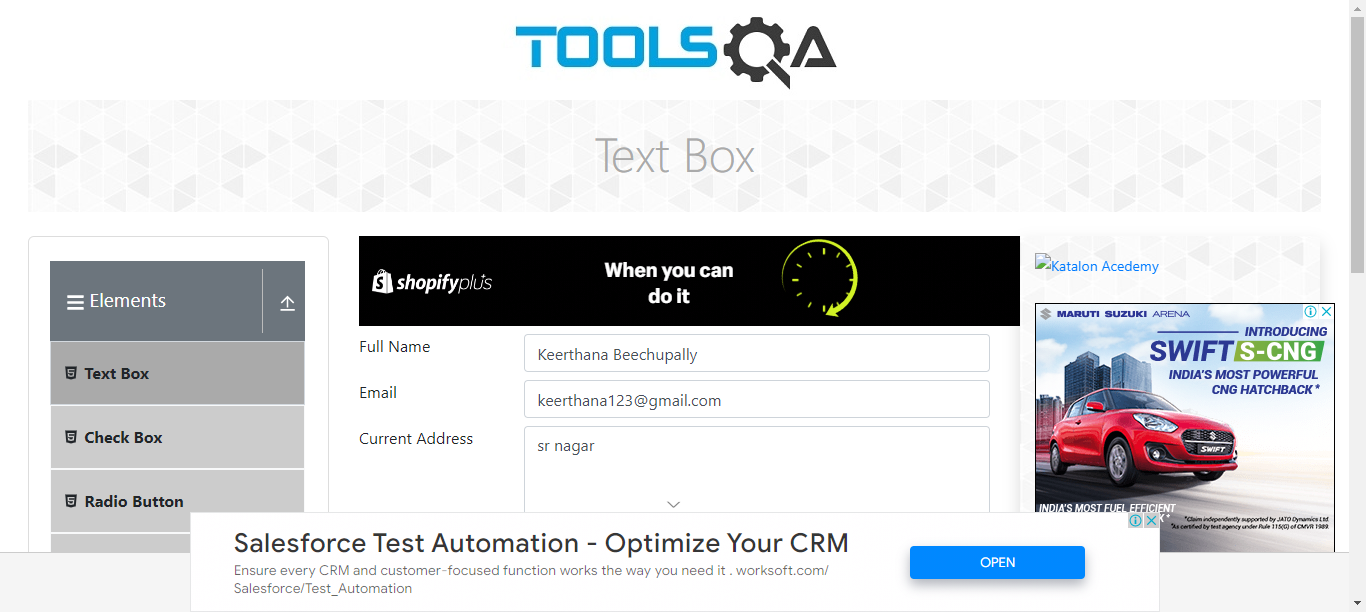 TOOLSQA
Text Box
Elements
Text Box
Check Box
Radio Button
shopifyplus
When you can
do it
Full Name
Keerthana Beechupally
Email
keerthana123@gmail.com
Current Address
sr nagar
Katalon Acedemy
MARUTI SUZUKI ARENA
INTRODUCING
SWIFT S-CNG
INDIA'S MOST POWERFUL
CNG HATCHBACK*
SWIFT
INDIA'S MOST FUEL EFFICIENT
*Claim independently supported by JATO Dynamics Ltd.
*As certified by test agency under Rule 115(G) of CMVR 1989.
Salesforce Test Automation - Optimize Your CRM
Ensure every CRM and customer-focused function works the way you need it . worksoft.com/
Salesforce/Test_Automation
OPEN